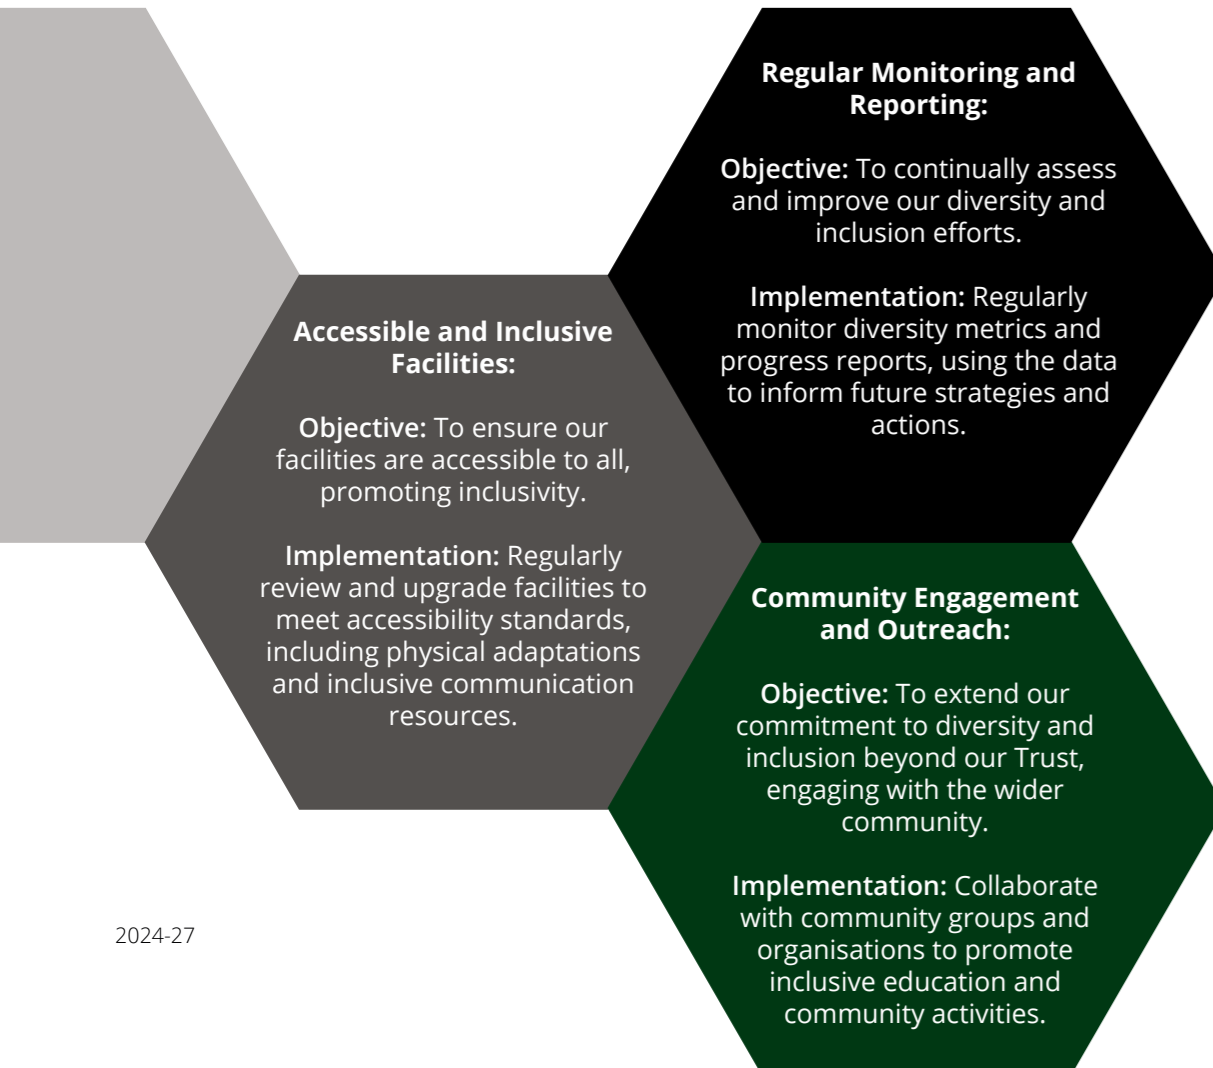 Regular Monitoring and
Reporting:
Objective: To continually assess
and improve our diversity and
inclusion efforts.
Implementation: Regularly
monitor diversity metrics and
progress reports, using the data
to inform future strategies and
actions.
Accessible and Inclusive
Facilities:
Objective: To ensure our
facilities are accessible to all,
promoting inclusivity.
Implementation: Regularly
review and upgrade facilities to
meet accessibility standards,
including physical adaptations
and inclusive communication
resources.
Community Engagement
and Outreach:
Objective: To extend our
commitment to diversity and
inclusion beyond our Trust,
engaging with the wider
community.
Implementation: Collaborate
with community groups and
organisations to promote
inclusive education and
community activities.
2024-27